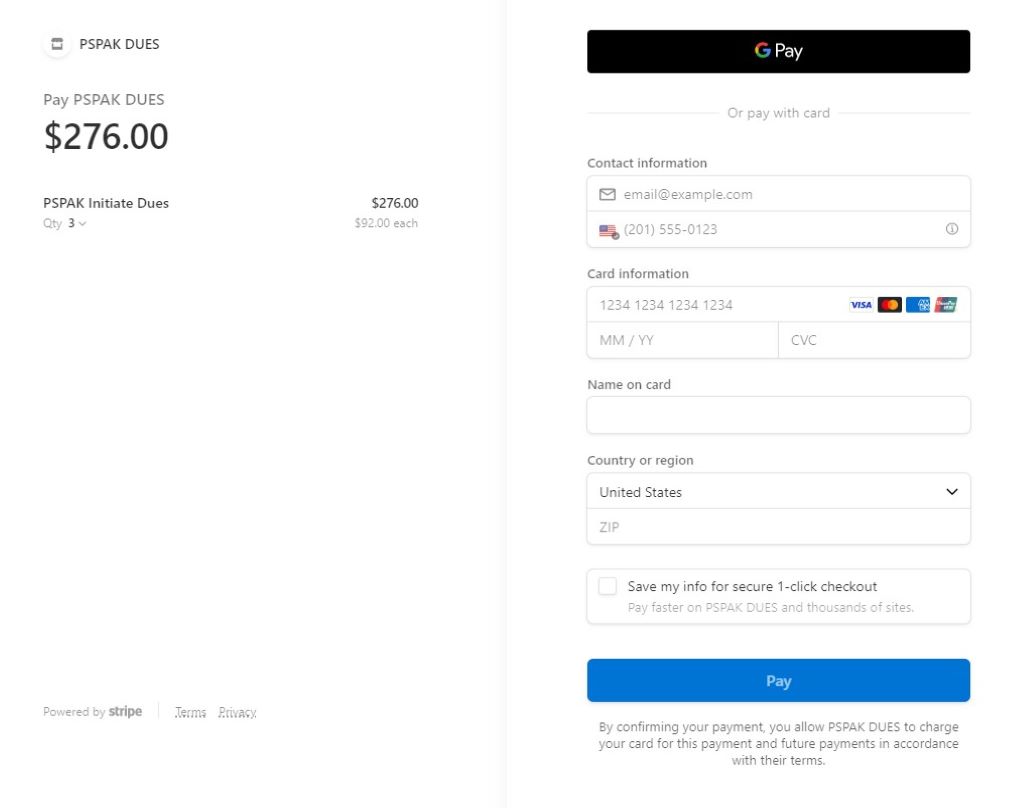 PSPAK DUES
Pay PSPAK DUES
$276.00
PSPAK Initiate Dues $276.00
Qty 3 $92.00 each
Powered by stripe Terms Privacy
G Pay
Or pay with card
Contact information
email@example.com
(201) 555-0123
Card information
1234 1234 1234 1234 VISA
MM / YY CVC
Name on card
Country or region
United States
ZIP
Save my info for secure 1-click checkout
Pay faster on PSPAK DUES and thousands of sites.
Pay
By confirming your payment, you allow PSPAK DUES to charge
your card for this payment and future payments in accordance
with their terms.